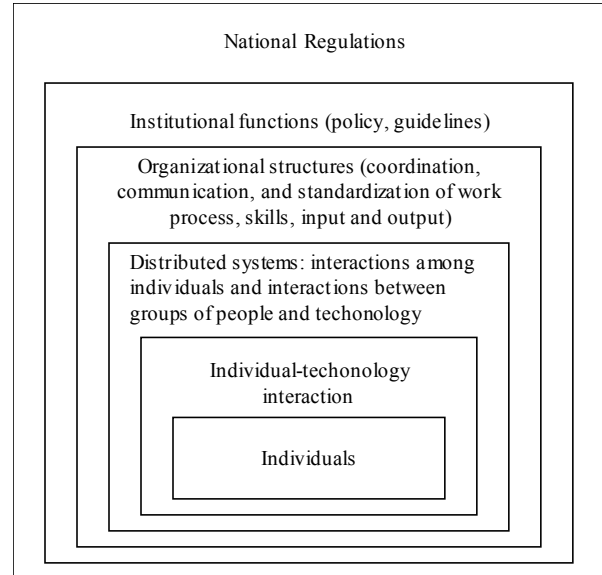 National Regulations
Institutional functions (policy, guidelines)
Organizational structures (coordination,
communication, and standardization of work
process, skills, input and output)
Distributed systems: interactions among
individuals and interactions between
groups of people and techonology
Individual-techonology
interaction
Individuals